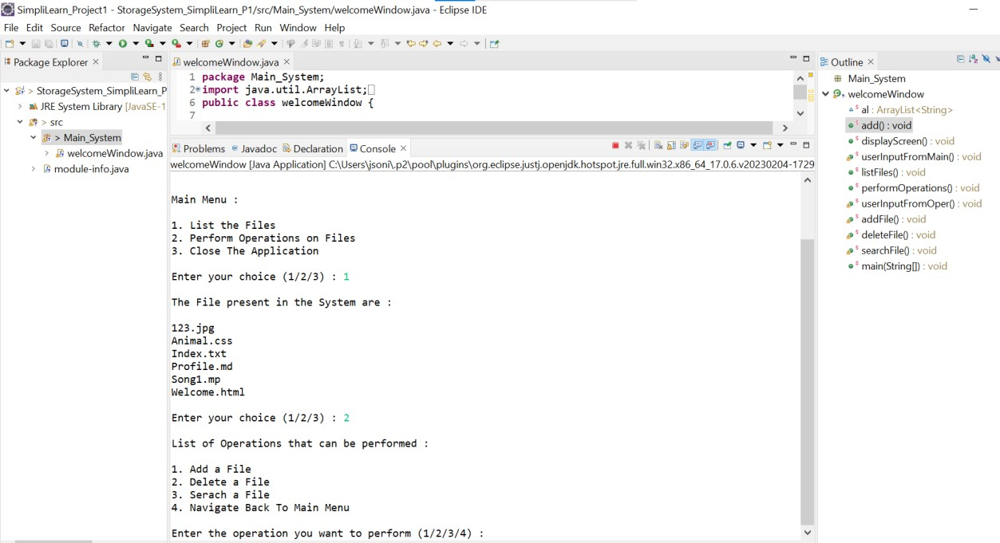 SimpliLearn_Project1 - StorageSystem_SimpliLearn_P1/src/Main_System/welcomeWindow.java - Eclipse IDE
File Edit Source Refactor Navigate Search Project Run Window Help
Package Explorer
> StorageSystem_SimpliLearn_P
JRE System Library [JavaSE-1
> src
> Main_System
welcomeWindow.java
module-info.java
welcomeWindow.java
1 package Main_System;
2 import java.util.ArrayList;
6 public class welcomeWindow {
7
Problems Javadoc Declaration Console
welcomeWindow [Java Application] C:\Users\jsoni\.p2\pool\plugins\org.eclipse.justj.openjdk.hotspot.jre.full.win32.x86_64_17.0.6.v20230204-1729
Main Menu :
1. List the Files
2. Perform Operations on Files
3. Close The Application
Enter your choice (1/2/3) : 1
The File present in the System are :
123.jpg
Animal.css
Index.txt
Profile.md
Song1.mp
Welcome.html
Enter your choice (1/2/3) : 2
List of Operations that can be performed :
1. Add a File
2. Delete a File
3. Serach a File
4. Navigate Back To Main Menu
Enter the operation you want to perform (1/2/3/4) :
Outline
Main_System
welcomeWindow
al : ArrayList<String>
add() : void
displayScreen() : void
userInputFromMain() : void
listFiles() : void
performOperations() : void
userInputFromOper() : void
addFile() : void
deleteFile() : void
searchFile() : void
main(String[]) : void